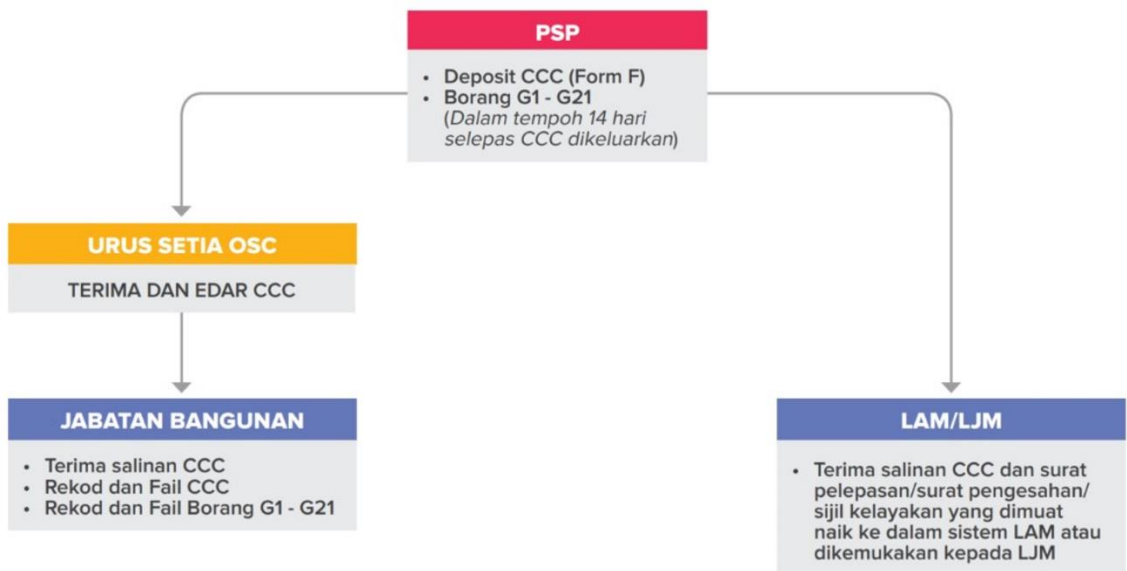 PSP
• Deposit CCC (Form F)
• Borang G1 - G21
(Dalam tempoh 14 hari
selepas CCC dikeluarkan)
URUS SETIA OSC
TERIMA DAN EDAR CCC
JABATAN BANGUNAN
• Terima salinan CCC
• Rekod dan Fail CCC
• Rekod dan Fail Borang G1 - G21
LAM/LJM
• Terima salinan CCC dan surat
pelepasan/surat pengesahan/
sijil kelayakan yang dimuat
naik ke dalam sistem LAM atau
dikemukakan kepada LJM